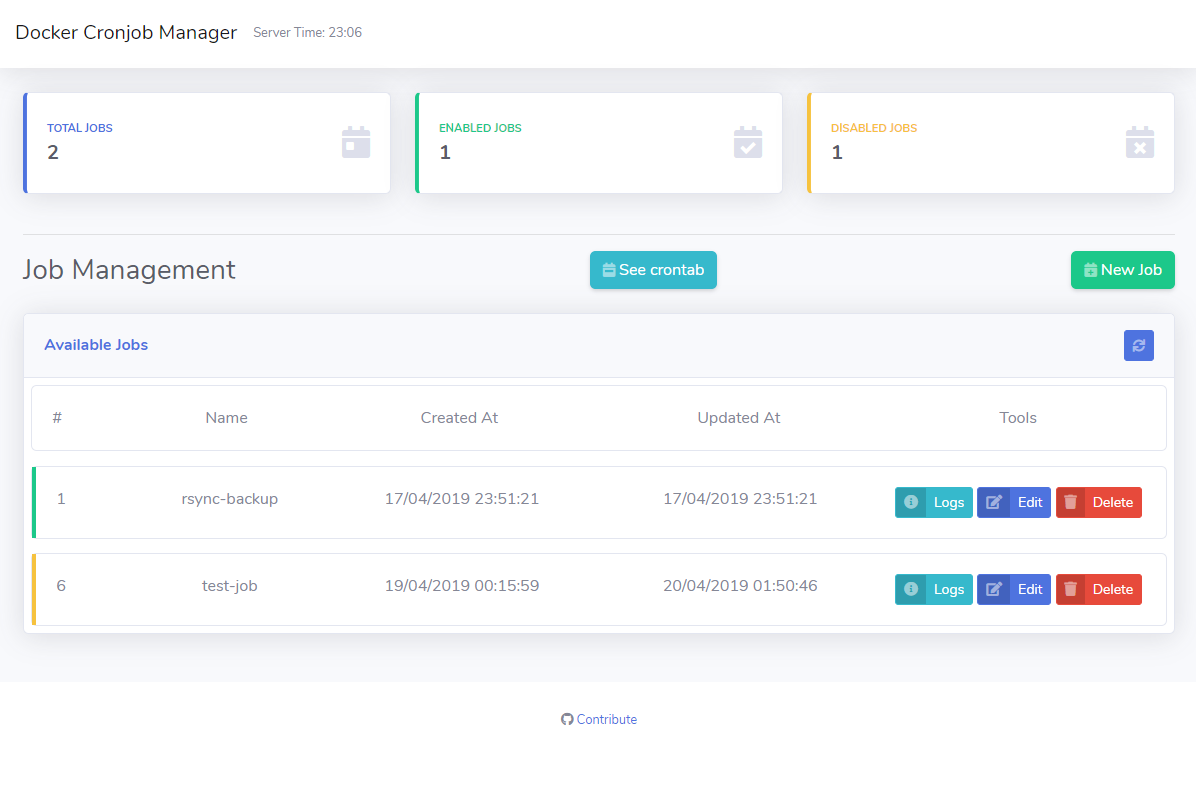 Docker Cronjob Manager Server Time: 23:06
TOTAL JOBS
2
ENABLED JOBS
1
DISABLED JOBS
1
Job Management
See crontab
New Job
Available Jobs
# Name Created At Updated At Tools
1 rsync-backup 17/04/2019 23:51:21 17/04/2019 23:51:21 Logs Edit Delete
6 test-job 19/04/2019 00:15:59 20/04/2019 01:50:46 Logs Edit Delete
Contribute